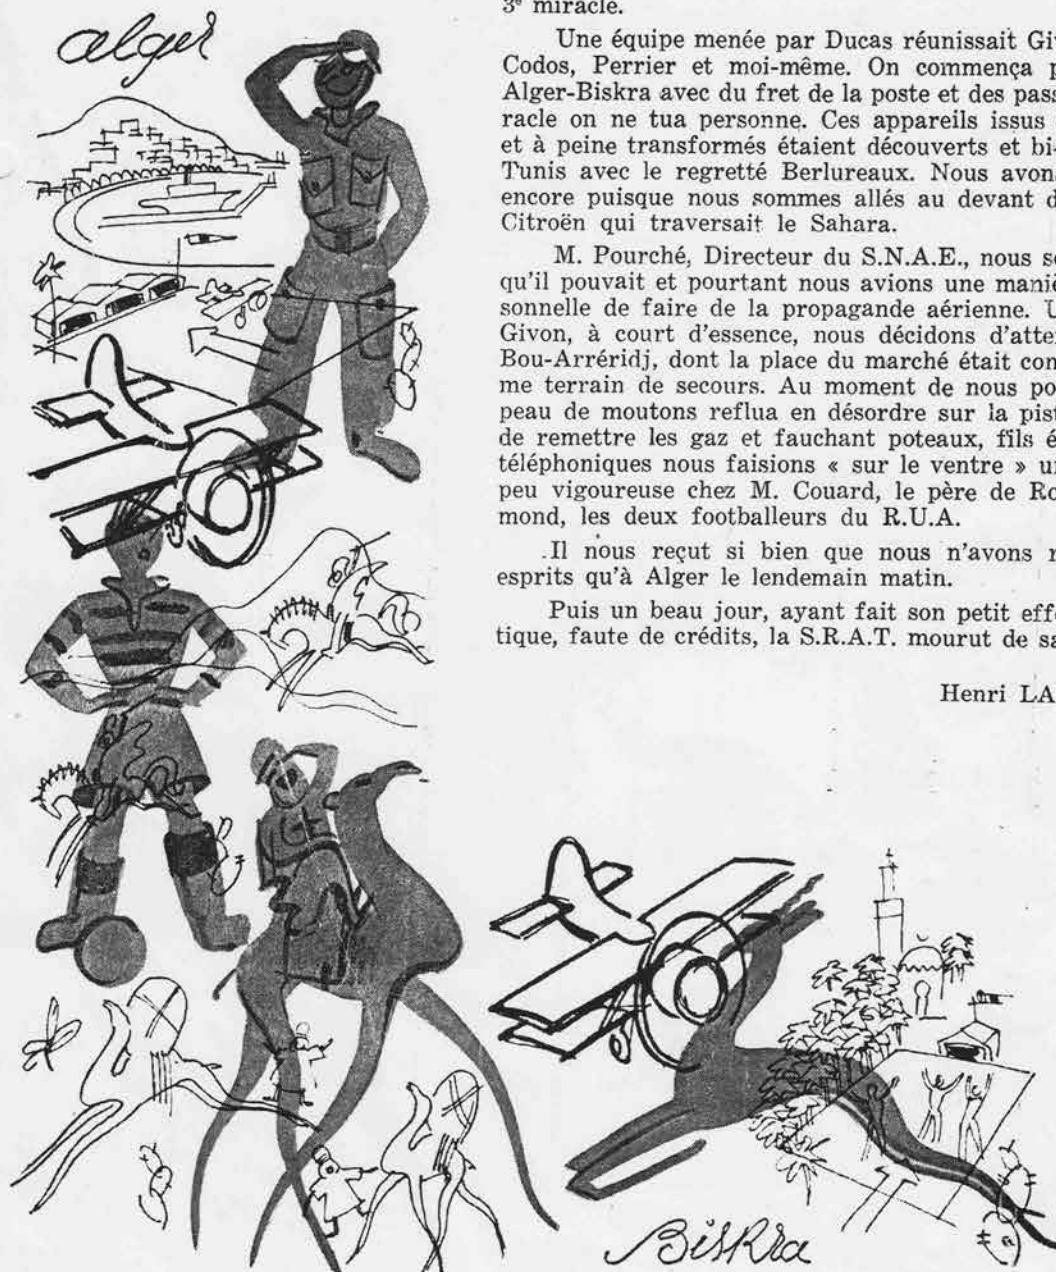 alger
3e miracle.
Une équipe menée par Ducas réunissait Giv
Codos, Perrier et moi-même. On commença p
Alger-Biskra avec du fret de la poste et des pass
racle on ne tua personne. Ces appareils issus
et à peine transformés étaient découverts et bi-
Tunis avec le regretté Berlureaux. Nous avon
encore puisque nous sommes allés au devant d
Citroën qui traversait le Sahara.
M. Pourché, Directeur du S.N.A.E., nous so
qu'il pouvait et pourtant nous avions une maniè
sonnelle de faire de la propagande aérienne. U
Givon, à court d'essence, nous décidons d'atter
Bou-Arréridj, dont la place du marché était con
me terrain de secours. Au moment de nous po
peau de moutons reflua en désordre sur la pist
de remettre les gaz et fauchant poteaux, fils é
téléphoniques nous faisions « sur le ventre » un
peu vigoureuse chez M. Couard, le père de Ro
mond, les deux footballeurs du R.U.A.
Il nous reçut si bien que nous n'avons r
esprits qu'à Alger le lendemain matin.
Puis un beau jour, ayant fait son petit effe
tique, faute de crédits, la S.R.A.T. mourut de sa
Henri LA
Biskra